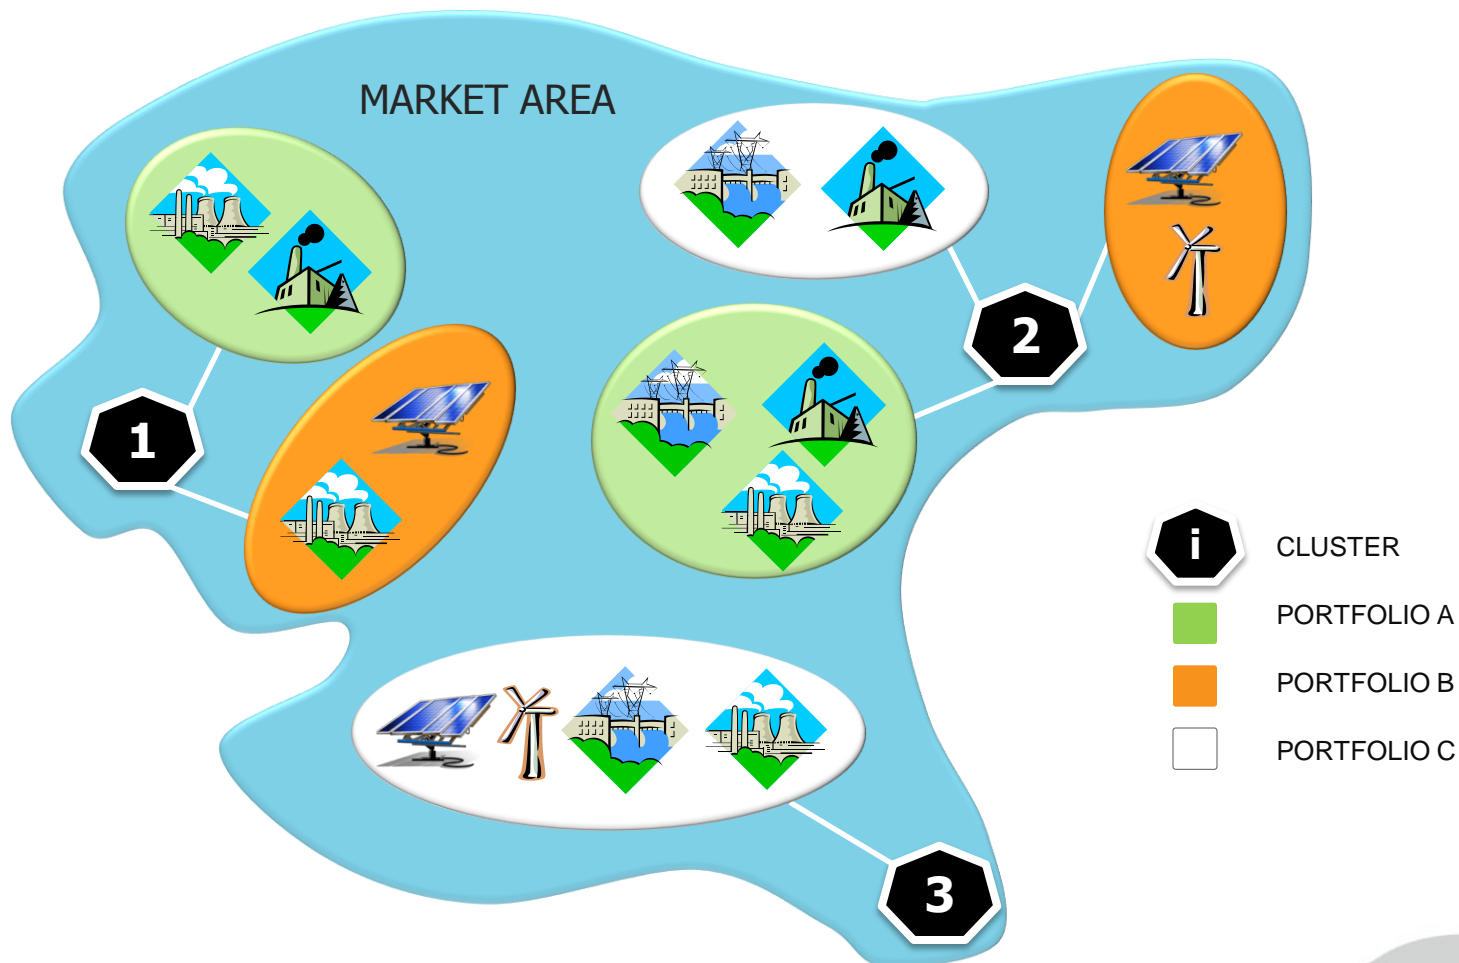 MARKET AREA
2
1
i
CLUSTER
PORTFOLIO A
PORTFOLIO B
PORTFOLIO C
3